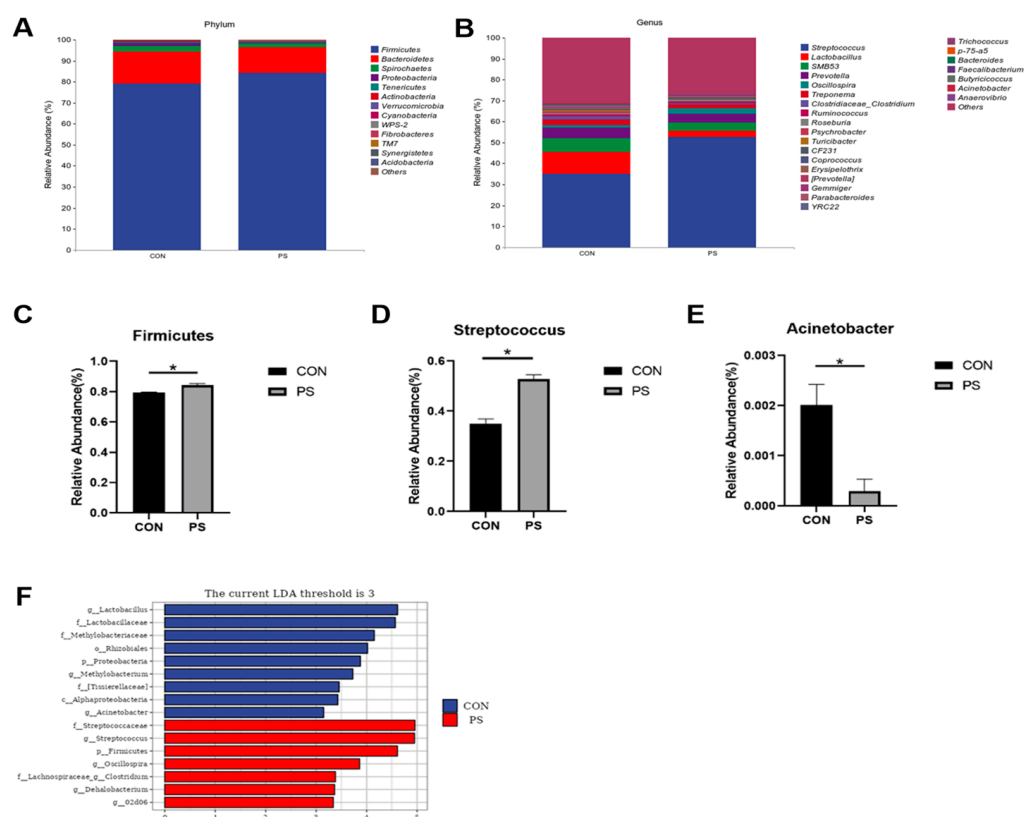 A
Phylum
Relative Abundance (%)
100
90
80
70
60
50
40
30
20
10
0
CON
PS
Firmicutes
Bacteroidetes
Spirochaetes
Proteobacteria
Tenericutes
Actinobacteria
Verrucomicrobia
Cyanobacteria
WPS-2
Fibrobacteres
TM7
Synergistetes
Acidobacteria
Others
B
Genus
Relative Abundance (%)
100
90
80
70
60
50
40
30
20
10
0
CON
PS
Streptococcus
Lactobacillus
SMB53
Prevotella
Oscillospira
Treponema
Clostridiaceae_Clostridium
Ruminococcus
Roseburia
Psychrobacter
Turicibacter
CF231
Coprococcus
Erysipelothrix
[Prevotella]
Gemmiger
Parabacteroides
YRC22
Trichococcus
p-75-a5
Bacteroides
Faecalibacterium
Butyricicoccus
Acinetobacter
Anaerovibrio
Others
C
Firmicutes
Relative Abundance(%)
1.0
0.8
0.6
0.4
0.2
0.0
*
CON
PS
CON
PS
D
Streptococcus
Relative Abundance(%)
0.6
0.4
0.2
0.0
*
CON
PS
CON
PS
E
Acinetobacter
Relative Abundance(%)
0.003
0.002
0.001
0.000
*
CON
PS
CON
PS
F
The current LDA threshold is 3
g__Lactobacillus
f__Lactobacillaceae
f__Methylobacteriaceae
o__Rhizobiales
p__Proteobacteria
g__Methylobacterium
f__[Tissierellaceae]
c__Alphaproteobacteria
g__Acinetobacter
f__Streptococcaceae
g__Streptococcus
p__Firmicutes
g__Oscillospira
f__Lachnospiraceae_g__Clostridium
g__Dehalobacterium
g__02d06
0 1 2 3 4 5
CON
PS